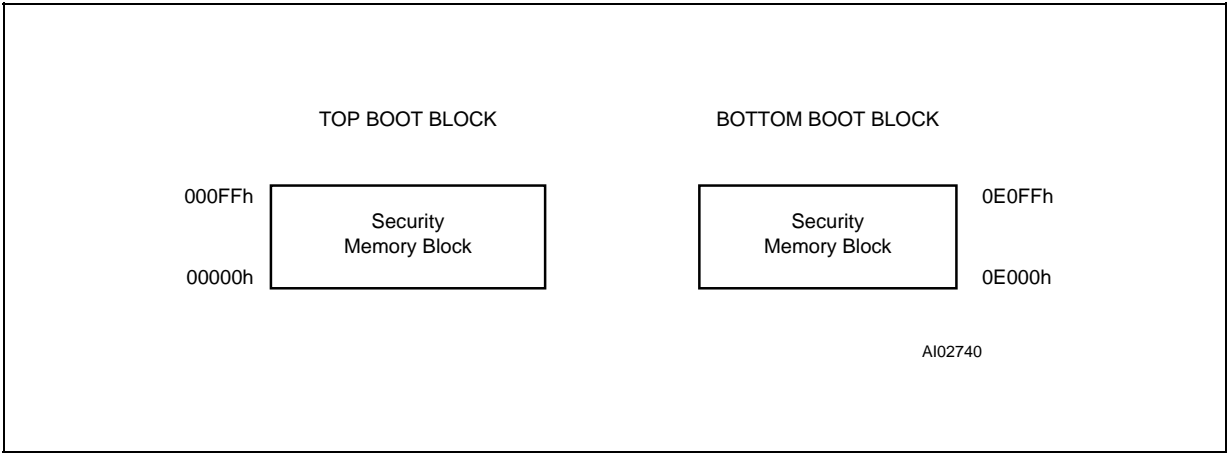 TOP BOOT BLOCK
BOTTOM BOOT BLOCK
000FFh
Security
Memory Block
00000h
Security
Memory Block
0E0FFh
0E000h
AI02740